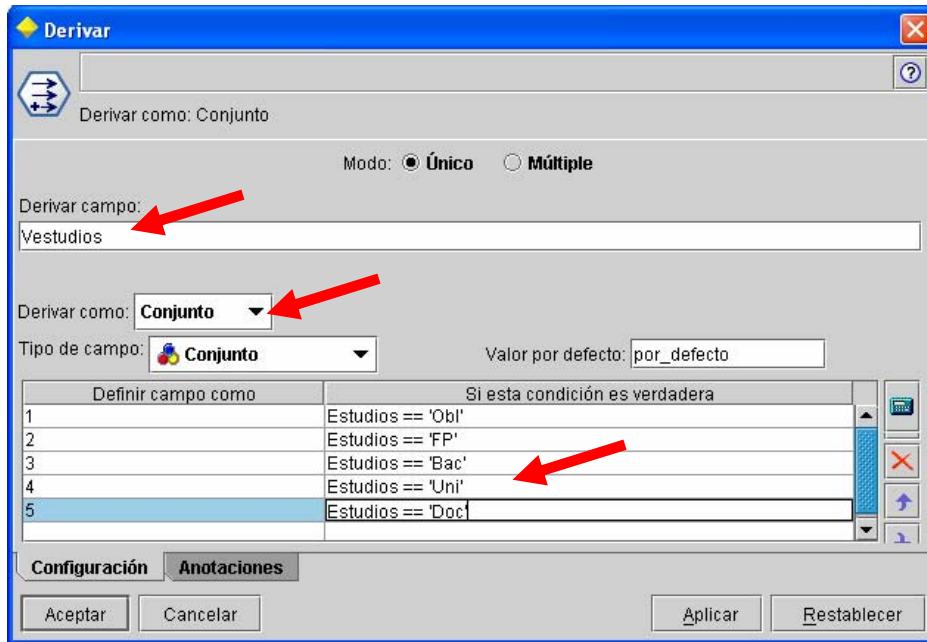 Derivar
Derivar como: Conjunto
Modo: Único Múltiple
Derivar campo:
Vestudios
Derivar como: Conjunto
Tipo de campo: Conjunto Valor por defecto: por_defecto
Definir campo como Si esta condición es verdadera
1 Estudios == 'Obl'
2 Estudios == 'FP'
3 Estudios == 'Bac'
4 Estudios == 'Uni'
5 Estudios == 'Doc'
Configuración Anotaciones
Aceptar Cancelar Aplicar Restablecer